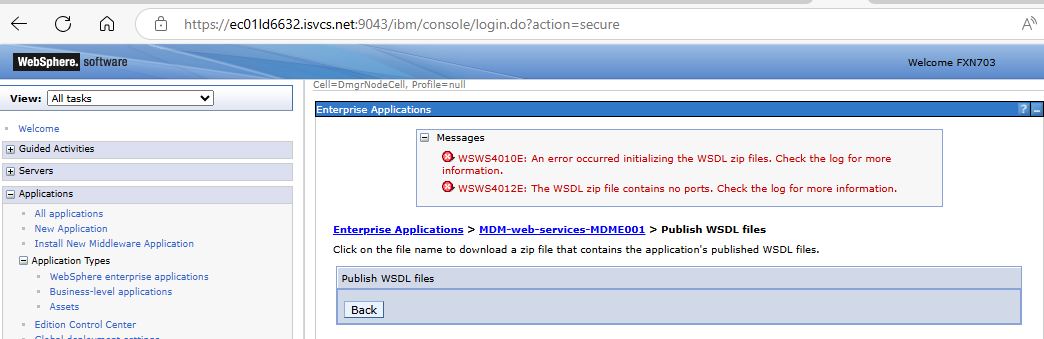 https://ec01ld6632.isvcs.net:9043/ibm/console/login.do?action=secure
WebSphere. software
Welcome FXN703
View: All tasks
Welcome
Guided Activities
Servers
Applications
All applications
New Application
Install New Middleware Application
Application Types
WebSphere enterprise applications
Business-level applications
Assets
Edition Control Center
Global deployment settings
Cell=DmgrNodeCell, Profile=null
Enterprise Applications
? _
Messages
WSWS4010E: An error occurred initializing the WSDL zip files. Check the log for more
information.
WSWS4012E: The WSDL zip file contains no ports. Check the log for more information.
Enterprise Applications > MDM-web-services-MDME001 > Publish WSDL files
Click on the file name to download a zip file that contains the application's published WSDL files.
Publish WSDL files
Back